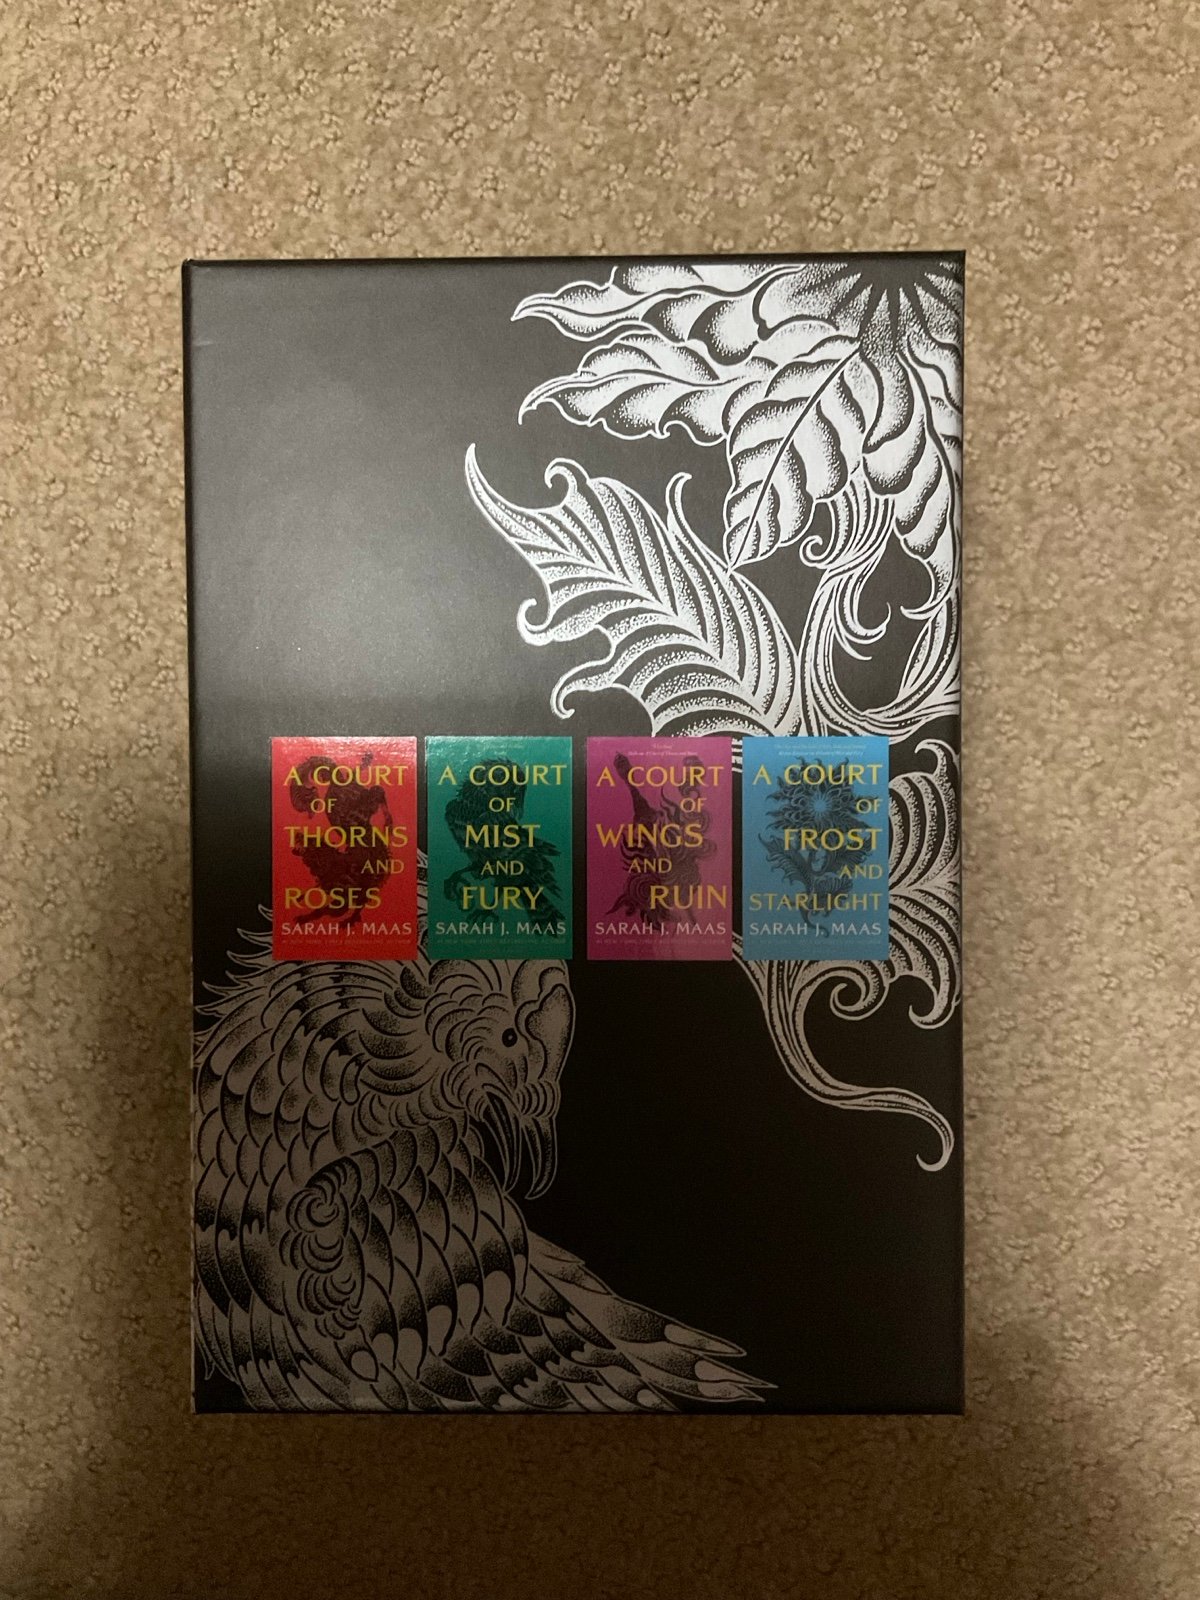 A COURT
OF
THORNS
AND
ROSES
SARAH J. MAAS
A COURT
OF
MIST
AND
FURY
SARAH J. MAAS
A COURT
OF
WINGS
AND
RUIN
SARAH J. MAAS
A COURT
OF
FROST
AND
STARLIGHT
SARAH J. MAAS